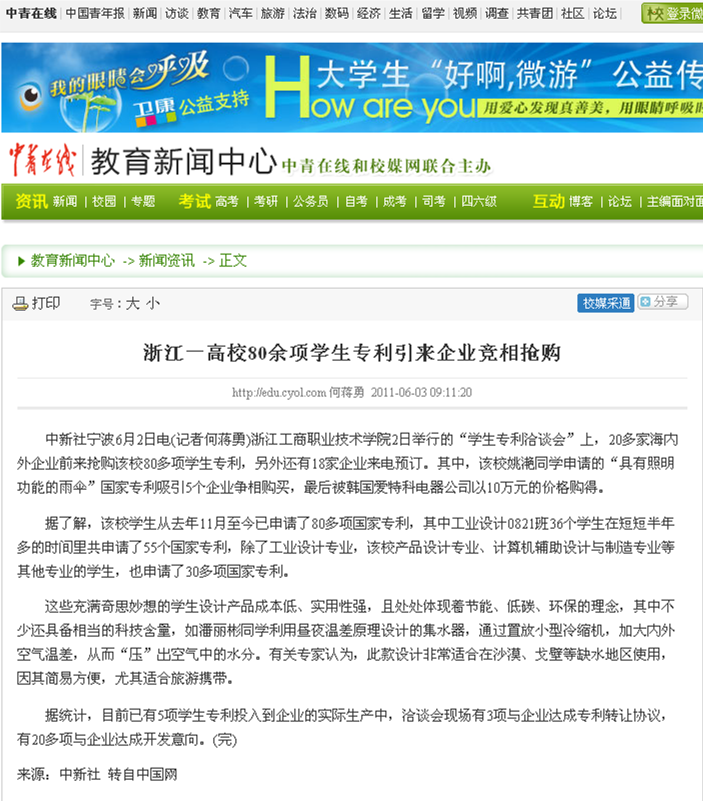 中青在线 | 中国青年报 | 新闻 | 访谈 | 教育 | 汽车 | 旅游 | 法治 | 数码 | 经济 | 生活 | 留学 | 视频 | 调查 | 共青团 | 社区 | 论坛 | 登录微
我的眼睛会呼吸
卫康 公益支持
大学生“好啊,微游”公益传
How are you
用爱心发现真善美，用眼睛呼吸
中青在线 | 教育新闻中心 中青在线和校媒网联合主办
资讯 新闻 | 校园 | 专题 考试 高考 | 考研 | 公务员 | 自考 | 成考 | 司考 | 四六级 互动 博客 | 论坛 | 主编面对面
教育新闻中心 -> 新闻资讯 -> 正文
打印 字号：大 小 校媒采通 分享
浙江一高校80余项学生专利引来企业竞相抢购
http://edu.cyol.com 何蒋勇 2011-06-03 09:11:20
中新社宁波6月2日电(记者何蒋勇)浙江工商职业技术学院2日举行的“学生专利洽谈会”上，20多家海内
外企业前来抢购该校80多项学生专利，另外还有18家企业来电预订。其中，该校姚滟同学申请的“具有照明
功能的雨伞”国家专利吸引5个企业争相购买，最后被韩国爱特科电器公司以10万元的价格购得。
据了解，该校学生从去年11月至今已申请了80多项国家专利，其中工业设计0821班36个学生在短短半年
多的时间里共申请了55个国家专利，除了工业设计专业，该校产品设计专业、计算机辅助设计与制造专业等
其他专业的学生，也申请了30多项国家专利。
这些充满奇思妙想的学生设计产品成本低、实用性强，且处处体现着节能、低碳、环保的理念，其中不
少还具备相当的科技含量，如潘丽彬同学利用昼夜温差原理设计的集水器，通过置放小型冷缩机，加大内外
空气温差，从而“压”出空气中的水分。有关专家认为，此款设计非常适合在沙漠、戈壁等缺水地区使用，
因其简易方便，尤其适合旅游携带。
据统计，目前已有5项学生专利投入到企业的实际生产中，洽谈会现场有3项与企业达成专利转让协议，
有20多项与企业达成开发意向。(完)
来源：中新社 转自中国网